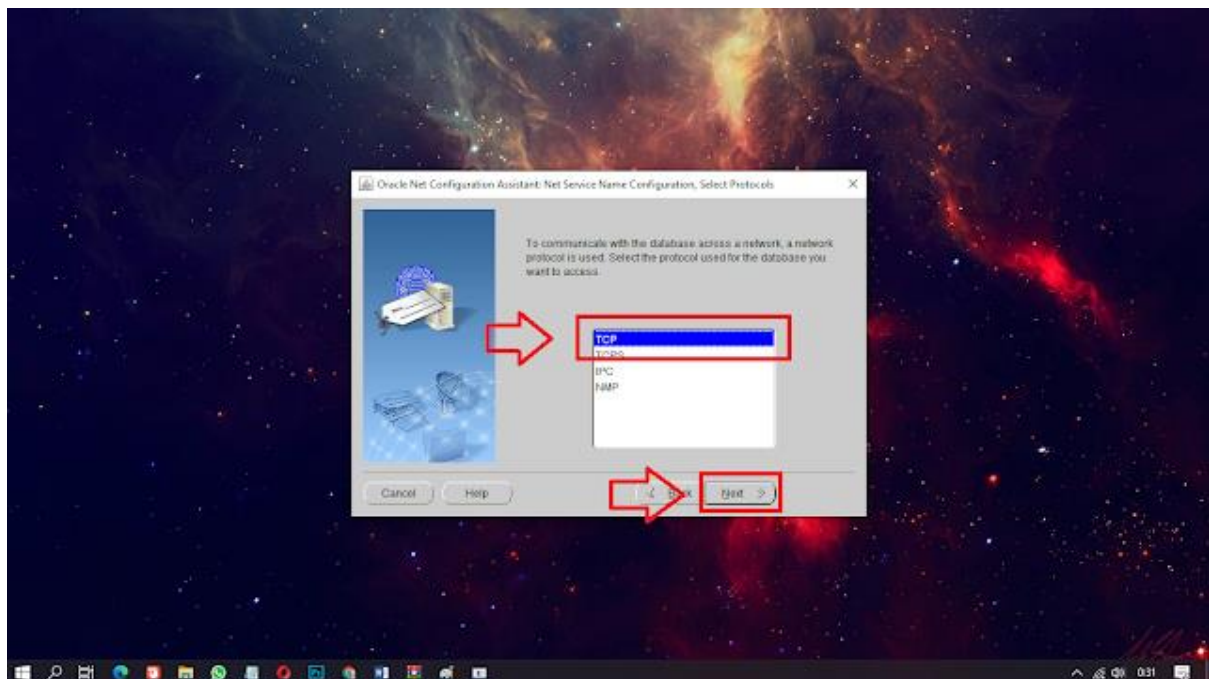 Oracle Net Configuration Assistant: Net Service Name Configuration, Select Protocols
To communicate with the database across a network, a network
protocol is used. Select the protocol used for the database you
want to access.
TCP
TCPS
IPC
NMP
Cancel
Help
Back
Next
0:31